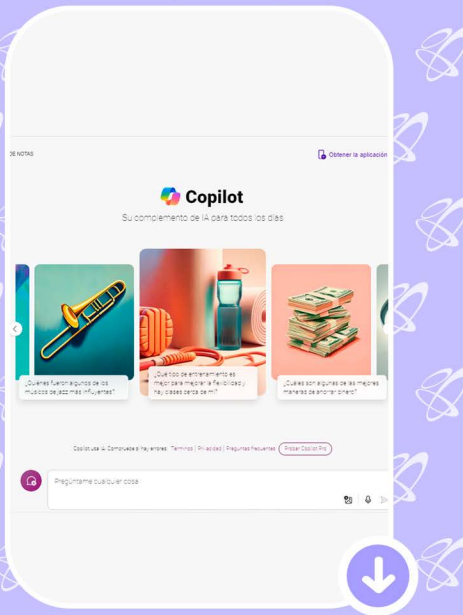 DE NOTAS
Obtener la aplicación
Copilot
Su complemento de IA para todos los días
¿Quiénes fueron algunos de los
músicos de jazz más influyentes?
¿Qué tipo de entrenamiento es
mejor para mejorar la flexibilidad y
hay clases cerca de mí?
¿Cuáles son algunas de las mejores
maneras de ahorrar dinero?
Copilot usa IA. Compruebe si hay errores. Términos | Privacidad | Preguntas frecuentes Probar Copilot Pro
Pregúntame cualquier cosa